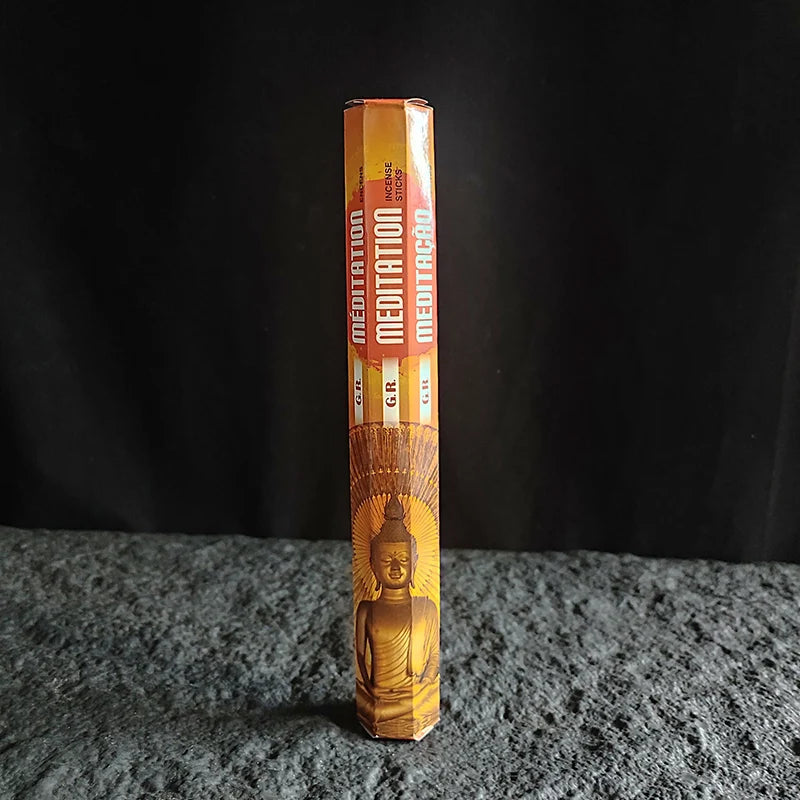 MÉDITATION
ENCENS
G.R.
MEDITATION
INCENSE
STICKS
G.R.
MEDITAÇÃO
G.R